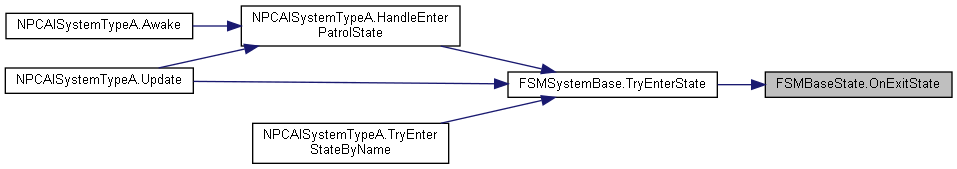 NPCAISystemTypeA.Awake
NPCAISystemTypeA.HandleEnter
PatrolState
NPCAISystemTypeA.Update
FSMSystemBase.TryEnterState
FSMBaseState.OnExitState
NPCAISystemTypeA.TryEnter
StateByName